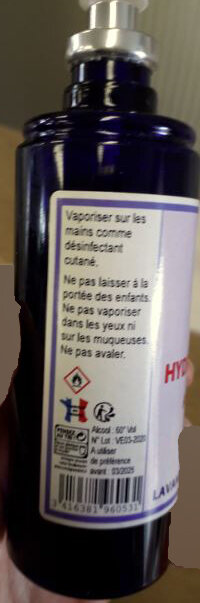 Vaporiser sur les
mains comme
désinfectant
cutané.
Ne pas laisser à la
portée des enfants.
Ne pas vaporiser
dans les yeux ni
sur les muqueuses.
Ne pas avaler.
HYD
Alcool : 60° Vol
N° Lot : VE03-2020
A utiliser
de préférence
avant : 03/2025
3 416381 960531
LAVA